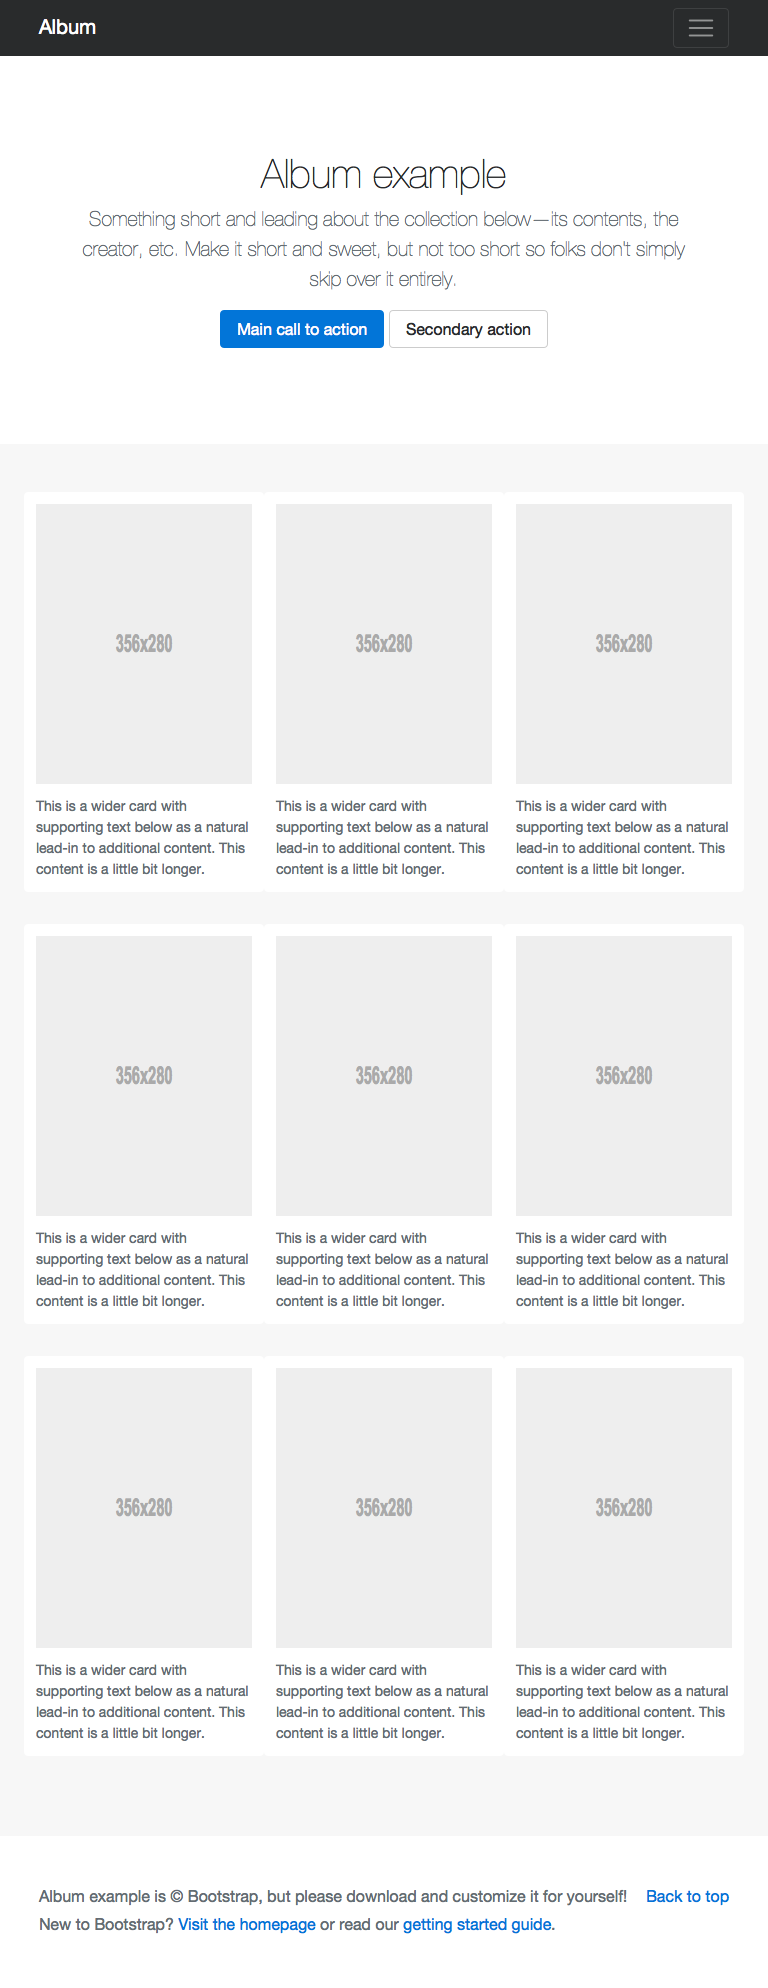 Album
Album example
Something short and leading about the collection below—its contents, the
creator, etc. Make it short and sweet, but not too short so folks don't simply
skip over it entirely.
Main call to action
Secondary action
356x280
356x280
356x280
This is a wider card with
supporting text below as a natural
lead-in to additional content. This
content is a little bit longer.
This is a wider card with
supporting text below as a natural
lead-in to additional content. This
content is a little bit longer.
This is a wider card with
supporting text below as a natural
lead-in to additional content. This
content is a little bit longer.
356x280
356x280
356x280
This is a wider card with
supporting text below as a natural
lead-in to additional content. This
content is a little bit longer.
This is a wider card with
supporting text below as a natural
lead-in to additional content. This
content is a little bit longer.
This is a wider card with
supporting text below as a natural
lead-in to additional content. This
content is a little bit longer.
356x280
356x280
356x280
This is a wider card with
supporting text below as a natural
lead-in to additional content. This
content is a little bit longer.
This is a wider card with
supporting text below as a natural
lead-in to additional content. This
content is a little bit longer.
This is a wider card with
supporting text below as a natural
lead-in to additional content. This
content is a little bit longer.
Album example is © Bootstrap, but please download and customize it for yourself!
Back to top
New to Bootstrap? Visit the homepage or read our getting started guide.